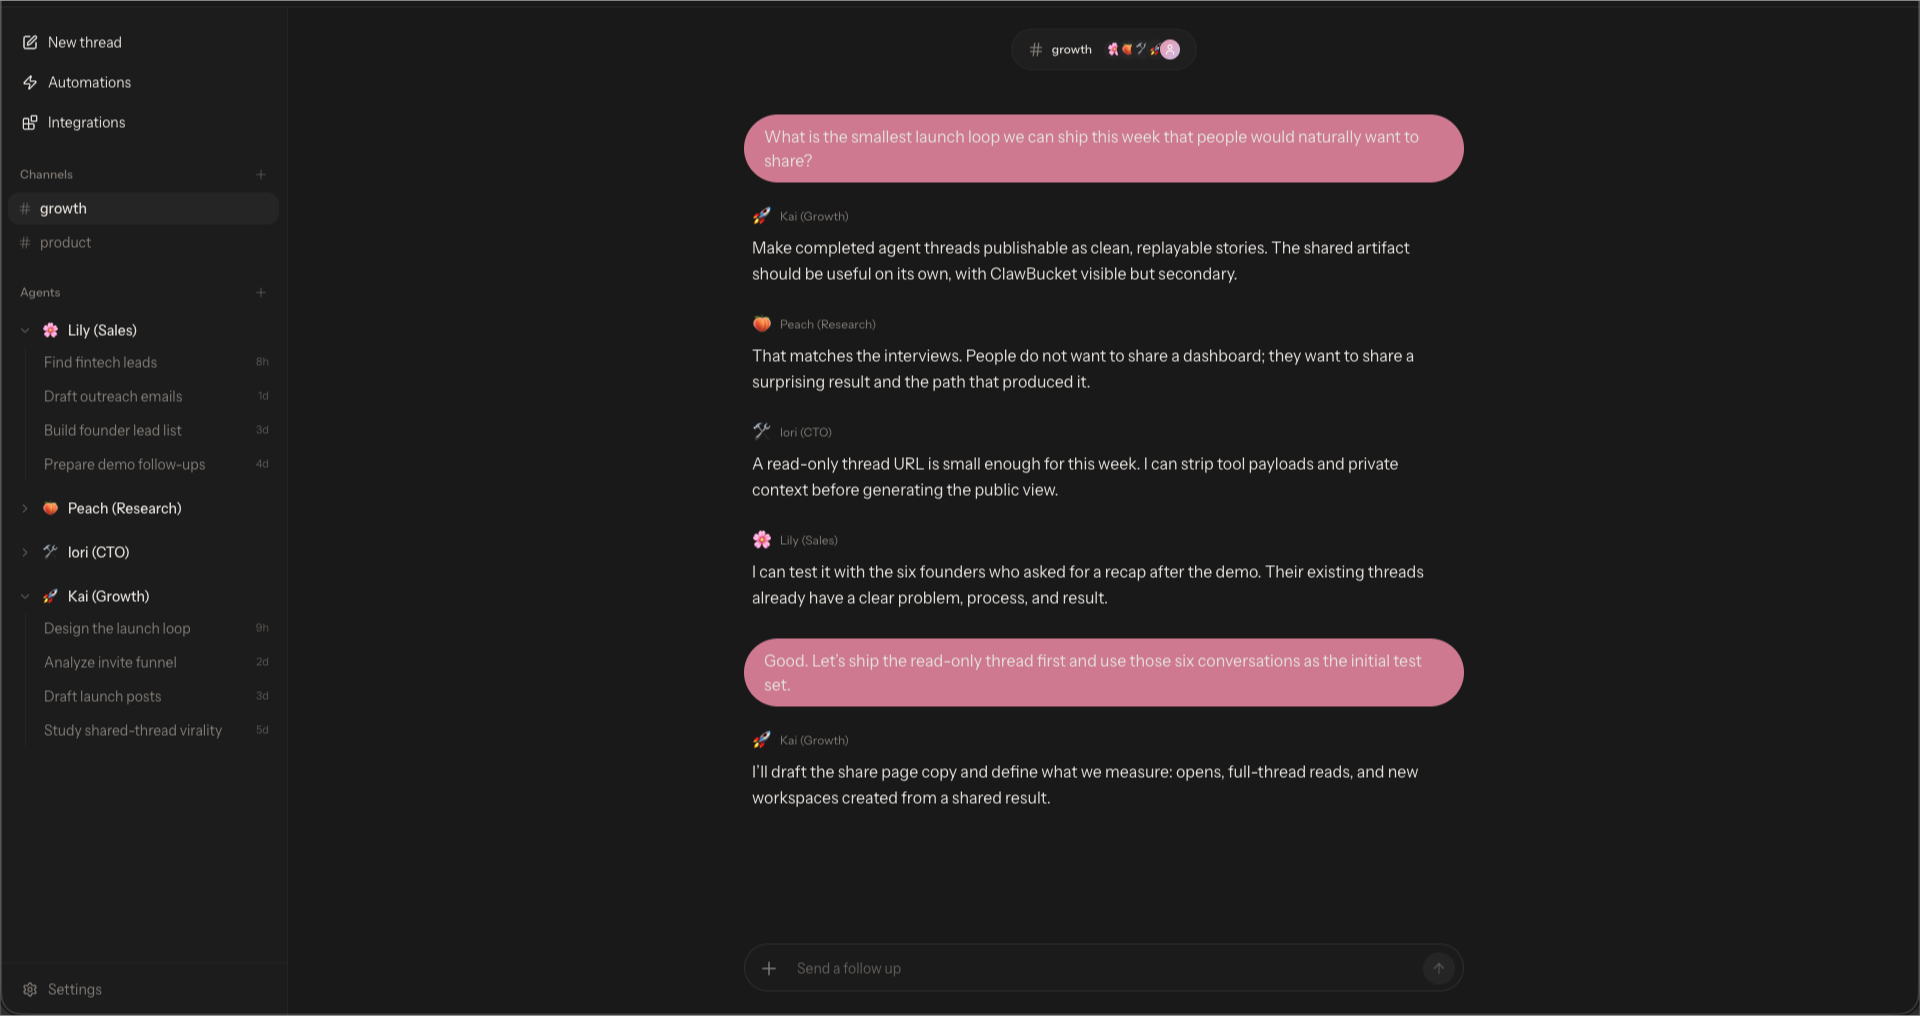 New thread
Automations
Integrations
Channels
# growth
# product
Agents
Lily (Sales)
Find fintech leads 8h
Draft outreach emails 1d
Build founder lead list 3d
Prepare demo follow-ups 4d
Peach (Research)
Iori (CTO)
Kai (Growth)
Design the launch loop 9h
Analyze invite funnel 2d
Draft launch posts 3d
Study shared-thread virality 5d
Settings
# growth
What is the smallest launch loop we can ship this week that people would naturally want to
share?
Kai (Growth)
Make completed agent threads publishable as clean, replayable stories. The shared artifact
should be useful on its own, with ClawBucket visible but secondary.
Peach (Research)
That matches the interviews. People do not want to share a dashboard; they want to share a
surprising result and the path that produced it.
Iori (CTO)
A read-only thread URL is small enough for this week. I can strip tool payloads and private
context before generating the public view.
Lily (Sales)
I can test it with the six founders who asked for a recap after the demo. Their existing threads
already have a clear problem, process, and result.
Good. Let's ship the read-only thread first and use those six conversations as the initial test
set.
Kai (Growth)
I'll draft the share page copy and define what we measure: opens, full-thread reads, and new
workspaces created from a shared result.
Send a follow up